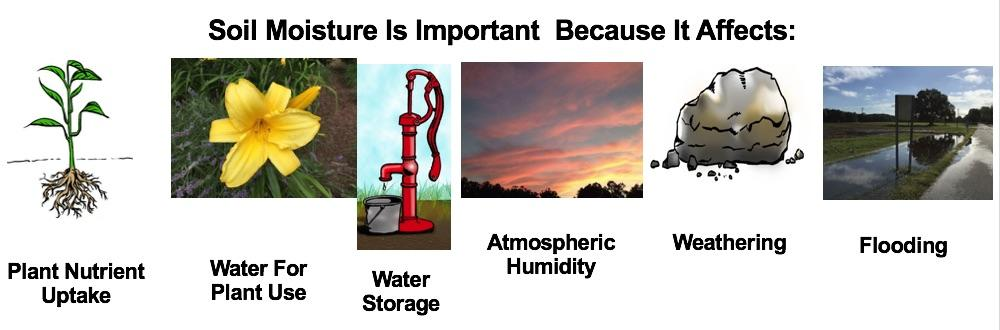 Soil Moisture Is Important  Because It Affects:
Plant Nutrient
Uptake
Water For
Plant Use
Water
Storage
Atmospheric
Humidity
Weathering
Flooding